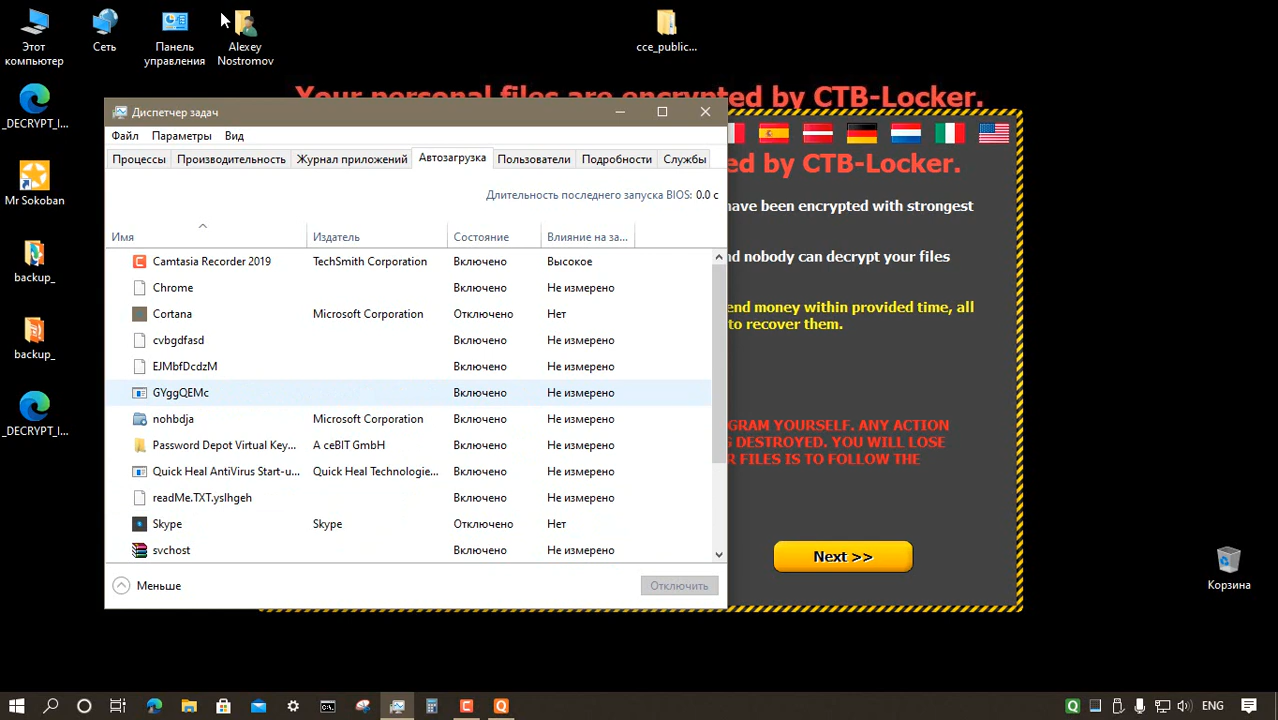 Этот
компьютер
Сеть
Панель
управления
Alexey
Nostromov
cce_public...
_DECRYPT_I...
Mr Sokoban
backup_
backup_
_DECRYPT_I...
Корзина
Your personal files are encrypted by CTB-Locker.
Диспетчер задач
Файл Параметры Вид
Процессы Производительность Журнал приложений Автозагрузка Пользователи Подробности Службы
Длительность последнего запуска BIOS: 0.0 с
Имя Издатель Состояние Влияние на за...
Camtasia Recorder 2019 TechSmith Corporation Включено Высокое
Chrome Включено Не измерено
Cortana Microsoft Corporation Отключено Нет
cvbgdfasd Включено Не измерено
EJMbfDcdzM Включено Не измерено
GYggQEMc Включено Не измерено
nohbdja Microsoft Corporation Включено Не измерено
Password Depot Virtual Key... A ceBIT GmbH Включено Не измерено
Quick Heal AntiVirus Start-u... Quick Heal Technologie... Включено Не измерено
readMe.TXT.yslhgeh Включено Не измерено
Skype Skype Отключено Нет
svchost Включено Не измерено
Меньше Отключить
ed by CTB-Locker.
have been encrypted with strongest
nd nobody can decrypt your files
end money within provided time, all
to recover them.
GRAM YOURSELF. ANY ACTION
G DESTROYED. YOU WILL LOSE
R FILES IS TO FOLLOW THE
Next >>
ENG